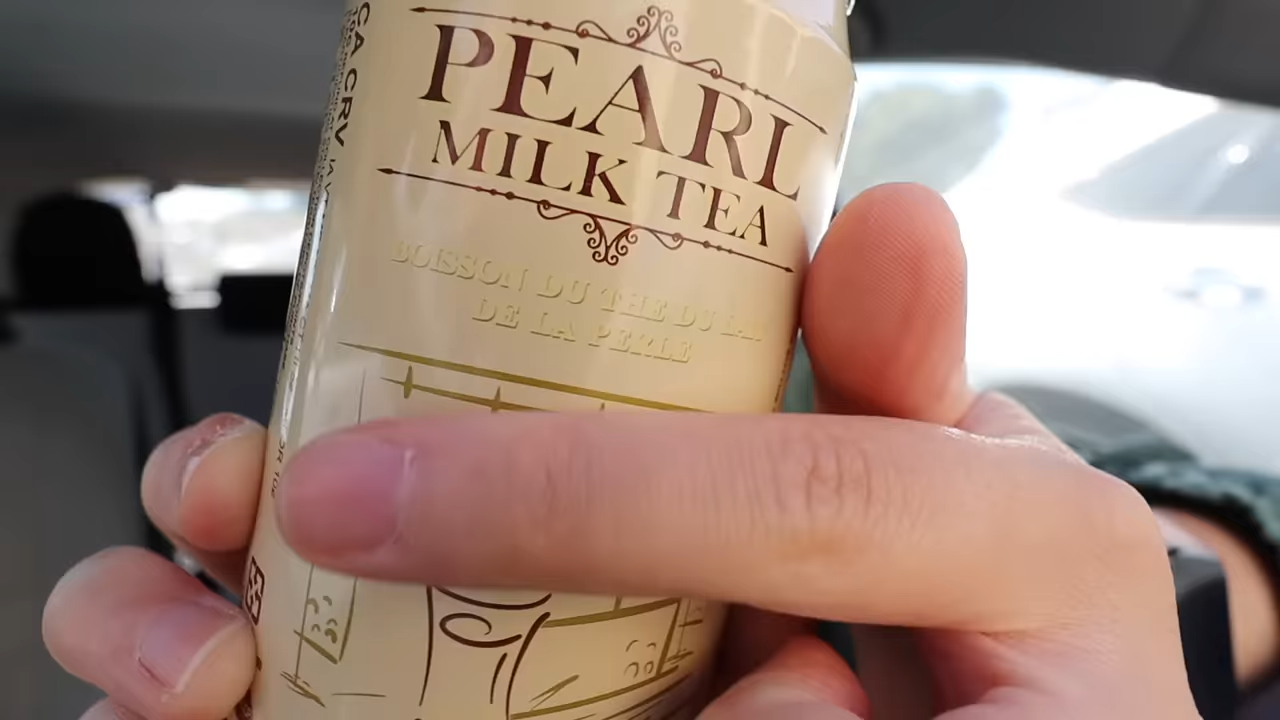 PEARL
MILK TEA
BOISSON DU THE DU LAIT
DE LA PERLE
CA CRV